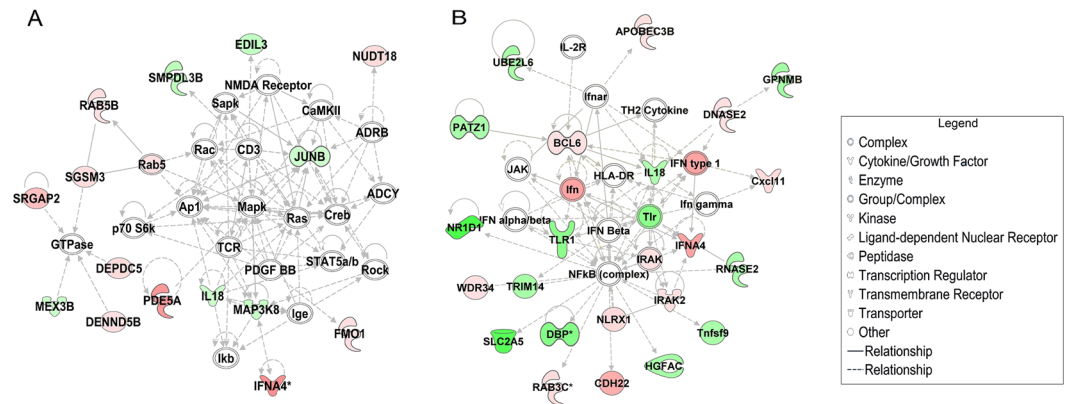 A
EDIL3
NUDT18
SMPDL3B
NMDA Receptor
Sapk
CaMKII
RAB5B
ADRB
Rac
CD3
JUNB
Rab5
SGSM3
SRGAP2
ADCY
Ap1
Mapk
Ras
Creb
p70 S6k
GTPase
TCR
STAT5a/b
DEPDC5
PDGF BB
Rock
PDE5A
IL18
MEX3B
MAP3K8
Ige
DENND5B
FMO1
Ikb
IFNA4*
B
APOBEC3B
IL-2R
UBE2L6
GPNMB
Ifnar
TH2 Cytokine
DNASE2
PATZ1
BCL6
IFN type 1
JAK
HLA-DR
IL18
Cxcl11
Ifn
Ifn gamma
IFN alpha/beta
Tlr
NR1D1
IFN Beta
TLR1
IFNA4
IRAK
NFkB (complex)
RNASE2
WDR34
TRIM14
IRAK2
NLRX1
Tnfsf9
SLC2A5
DBP*
HGFAC
RAB3C*
CDH22
Legend
Complex
Cytokine/Growth Factor
Enzyme
Group/Complex
Kinase
Ligand-dependent Nuclear Receptor
Peptidase
Transcription Regulator
Transmembrane Receptor
Transporter
Other
Relationship
Relationship